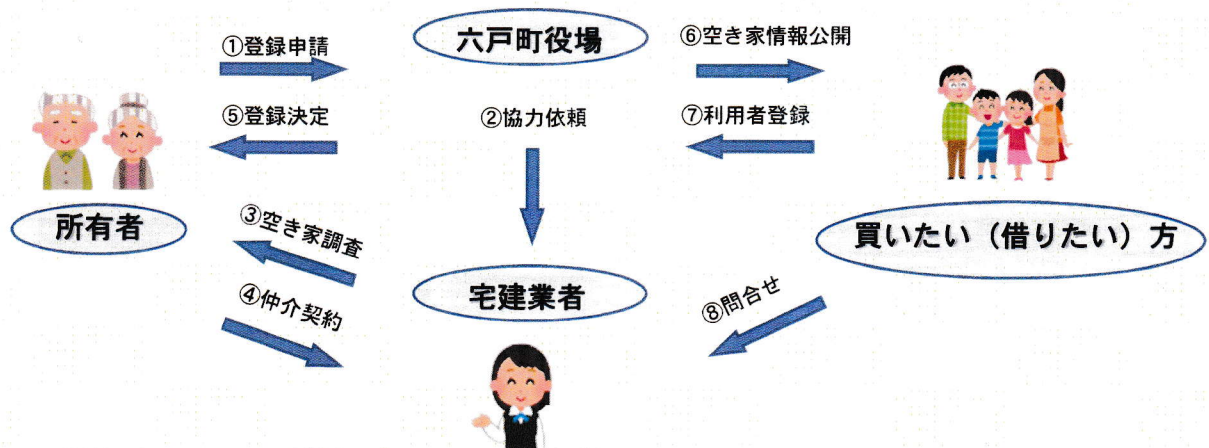 ①登録申請
六戸町役場
⑥空き家情報公開
⑤登録決定
②協力依頼
⑦利用者登録
所有者
③空き家調査
買いたい（借りたい）方
④仲介契約
宅建業者
⑧問合せ